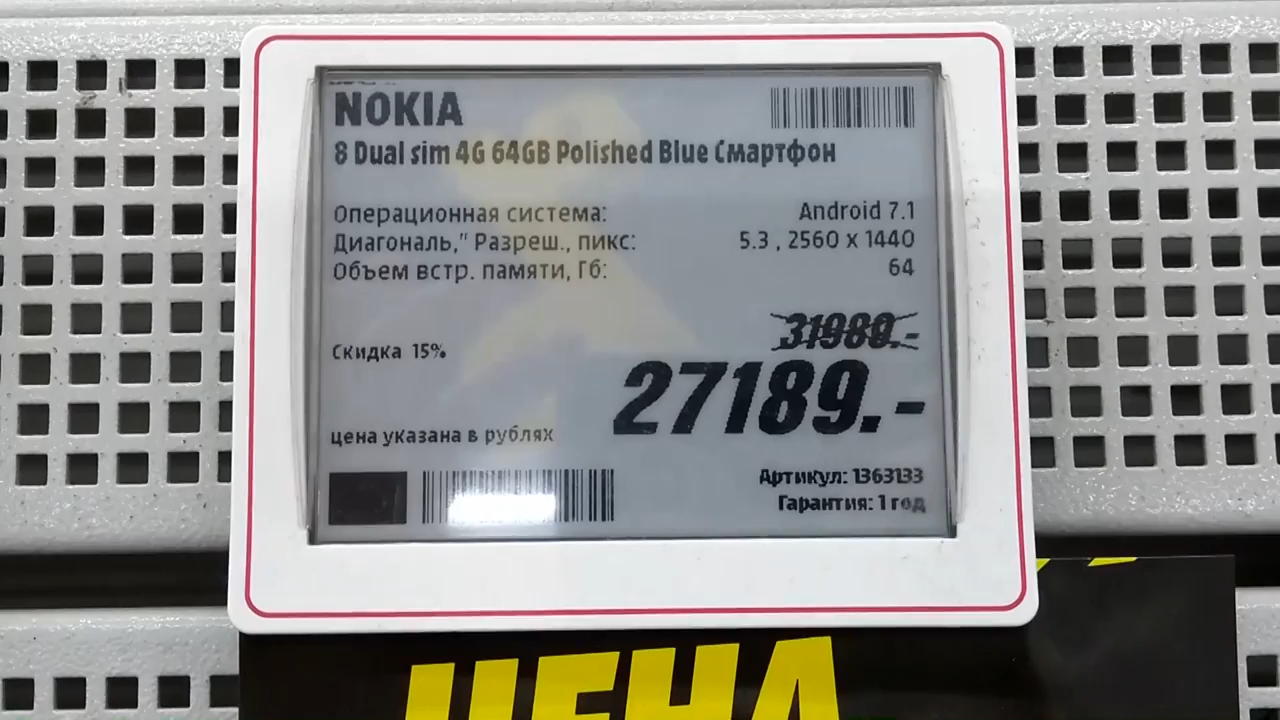 NOKIA
8 Dual sim 4G 64GB Polished Blue Смартфон
Операционная система: Android 7.1
Диагональ," Разреш., пикс: 5.3 , 2560 x 1440
Объем встр. памяти, Гб: 64
31989.-
Скидка 15%
27189.-
цена указана в рублях
Артикул: 1363133
Гарантия: 1 год
ЦЕНА